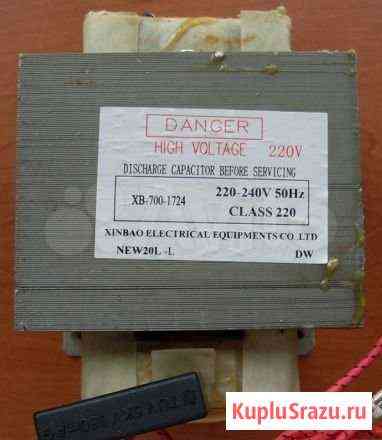 DANGER
HIGH VOLTAGE 220V
DISCHARGE CAPACITOR BEFORE SERVICING
XB-700-1724
220-240V 50Hz
CLASS 220
XINBAO ELECTRICAL EQUIPMENTS CO LTD
NEW20L -L DW
KupluSrazu.ru